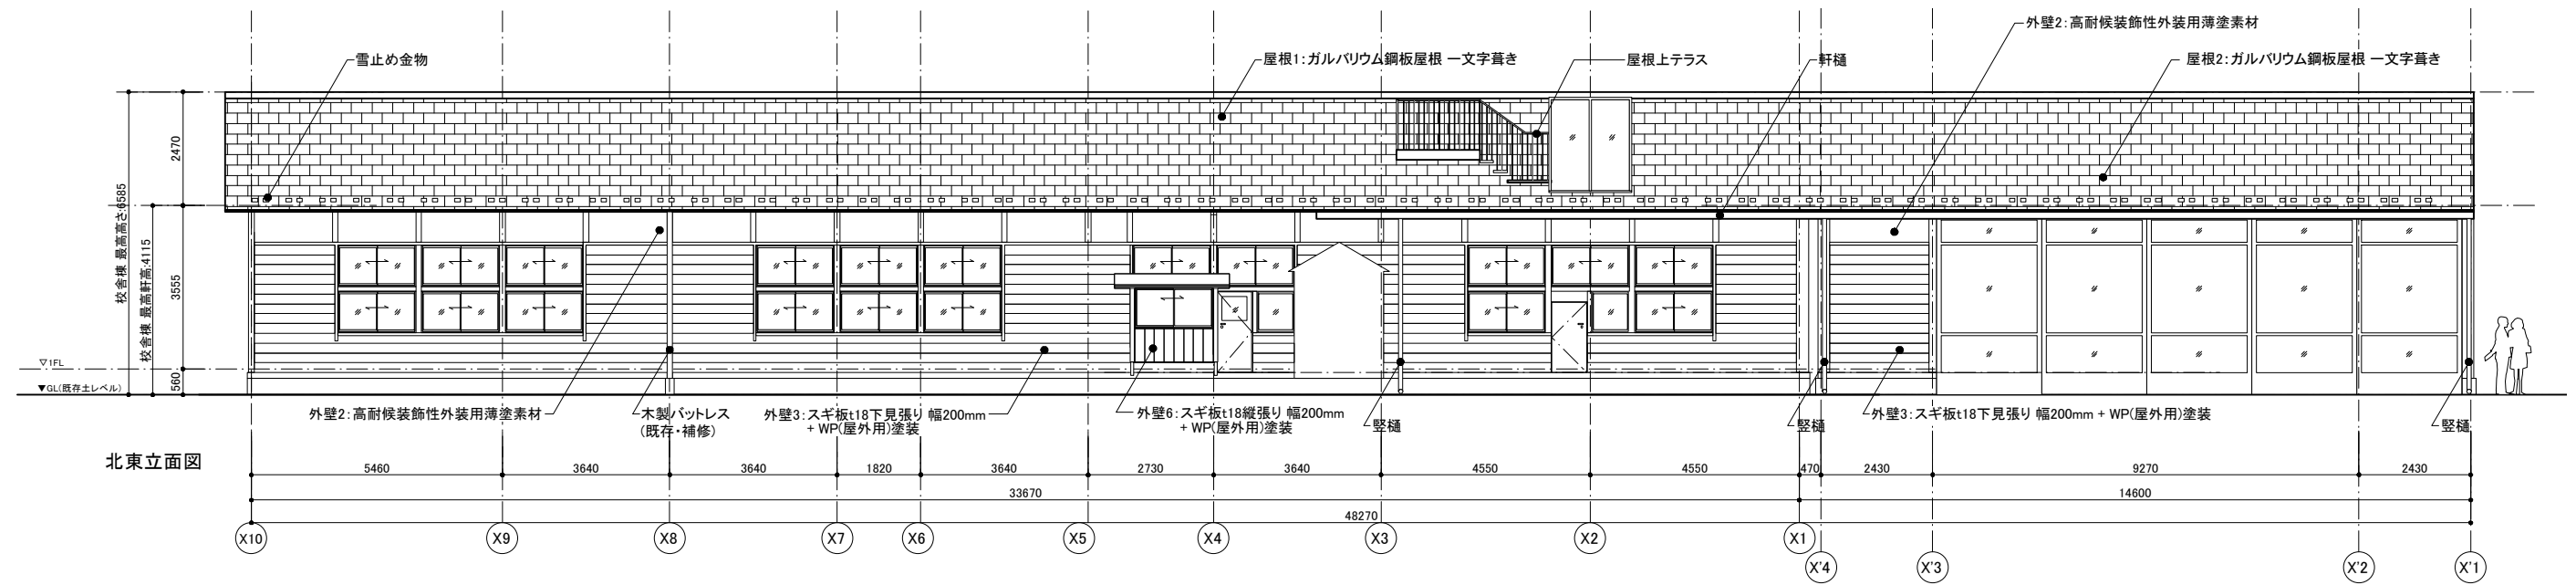 外壁2:高耐候装飾性外装用薄塗素材
雪止め金物
屋根1:ガルバリウム鋼板屋根 一文字葺き
屋根上テラス
軒樋
屋根2:ガルバリウム鋼板屋根 一文字葺き
校舎棟 最高高さ:6585
校舎棟 最高軒高:4115
2470
3555
560
▽1FL
▼GL(既存土レベル)
外壁2:高耐候装飾性外装用薄塗素材
木製バットレス
(既存・補修)
外壁3:スギ板t18下見張り 幅200mm
+ WP(屋外用)塗装
外壁6:スギ板t18縦張り 幅200mm
+ WP(屋外用)塗装
竪樋
竪樋
外壁3:スギ板t18下見張り 幅200mm + WP(屋外用)塗装
竪樋
北東立面図
5460 3640 3640 1820 3640 2730 3640 4550 4550 470 2430 9270 2430
33670 14600
48270
X10 X9 X8 X7 X6 X5 X4 X3 X2 X1
X'4 X'3 X'2 X'1